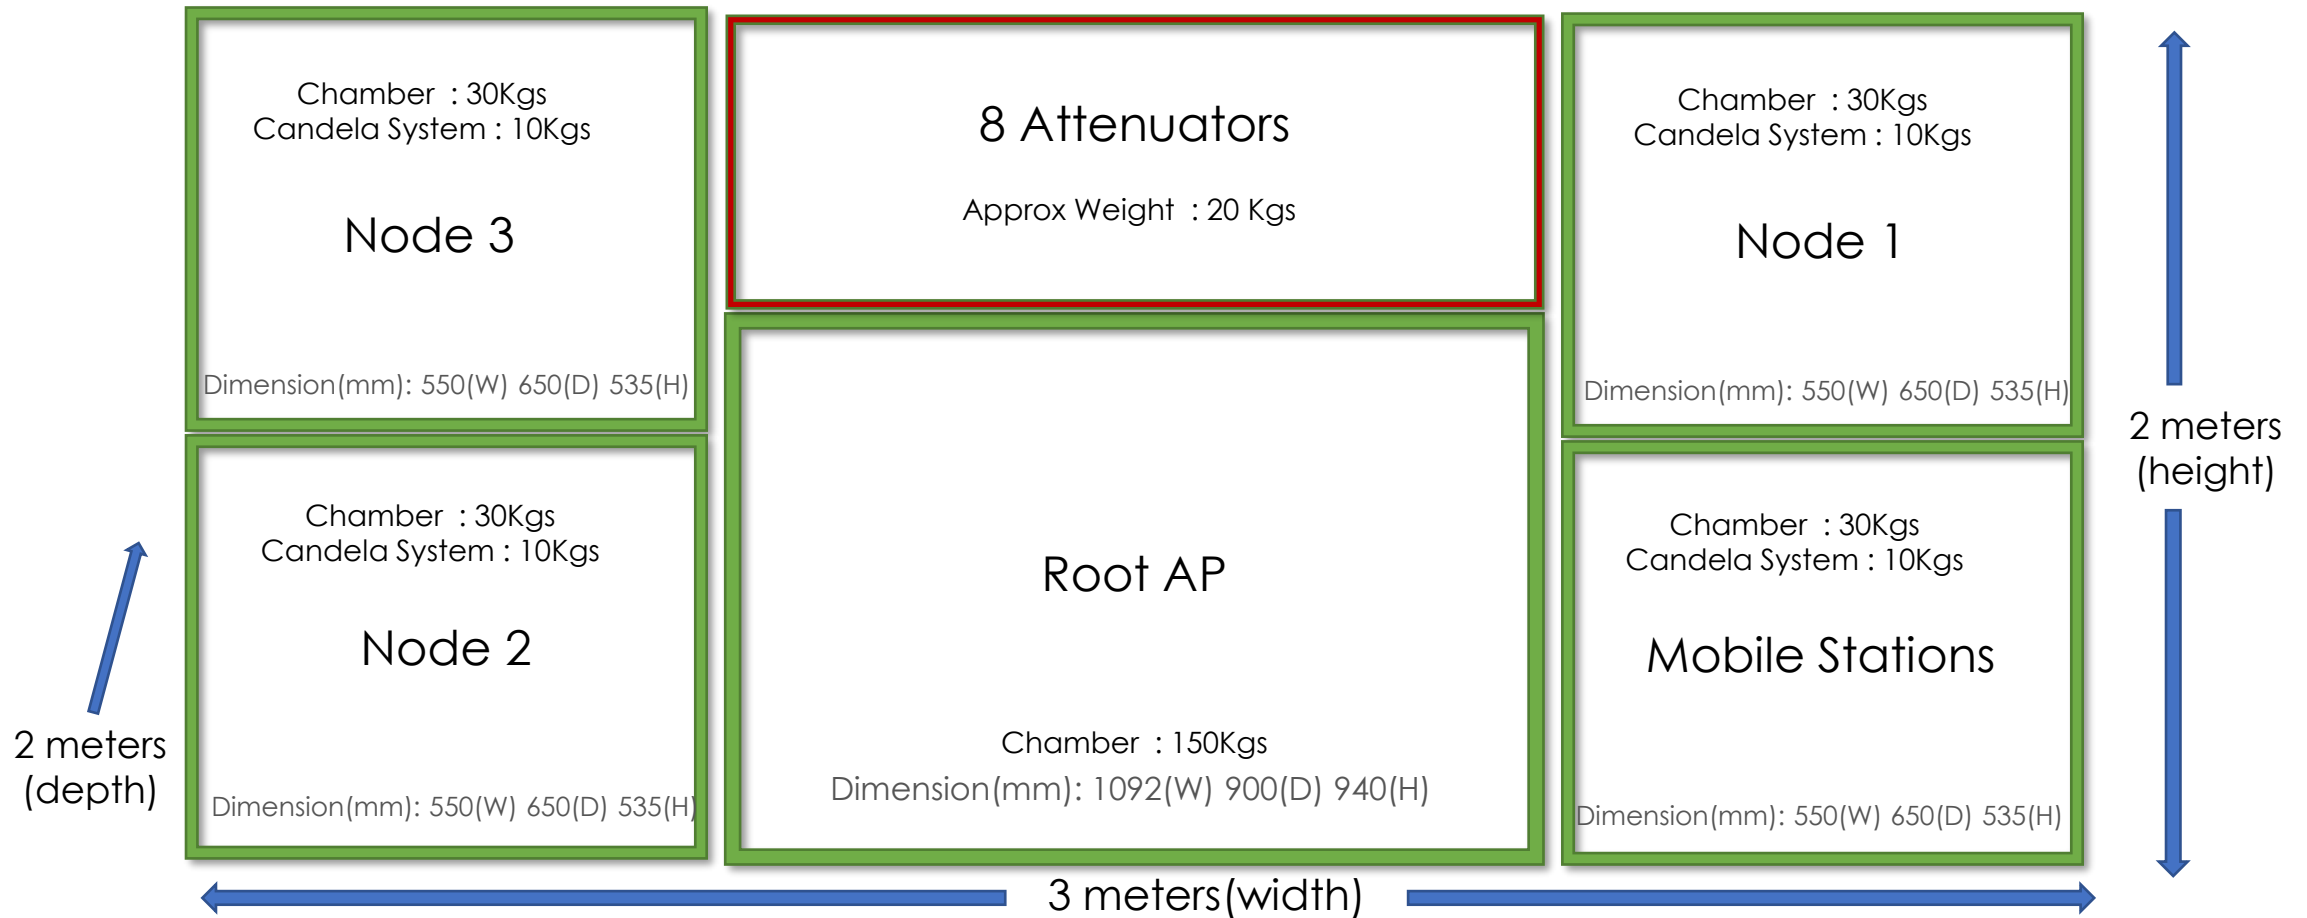 Chamber : 30Kgs
Candela System : 10Kgs
Node 3
Dimension(mm): 550(W) 650(D) 535(H)
8 Attenuators
Approx Weight : 20 Kgs
Chamber : 30Kgs
Candela System : 10Kgs
Node 1
Dimension(mm): 550(W) 650(D) 535(H)
2 meters
(height)
Chamber : 30Kgs
Candela System : 10Kgs
Node 2
Dimension(mm): 550(W) 650(D) 535(H)
2 meters
(depth)
Root AP
Chamber : 150Kgs
Dimension(mm): 1092(W) 900(D) 940(H)
Chamber : 30Kgs
Candela System : 10Kgs
Mobile Stations
Dimension(mm): 550(W) 650(D) 535(H)
3 meters(width)